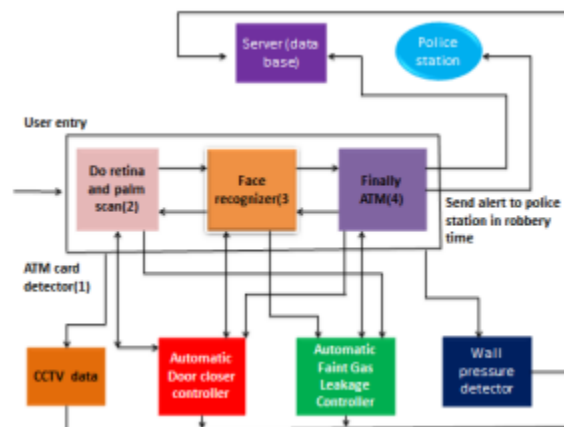 Server (data
base)
Police
station
User entry
Do retina
and palm
scan(2)
Face
recognizer(3
Finally
ATM(4)
Send alert to police
station in robbery
time
ATM card
detector(1)
CCTV data
Automatic
Door closer
controller
Automatic
Faint Gas
Leakage
Controller
Wall
pressure
detector